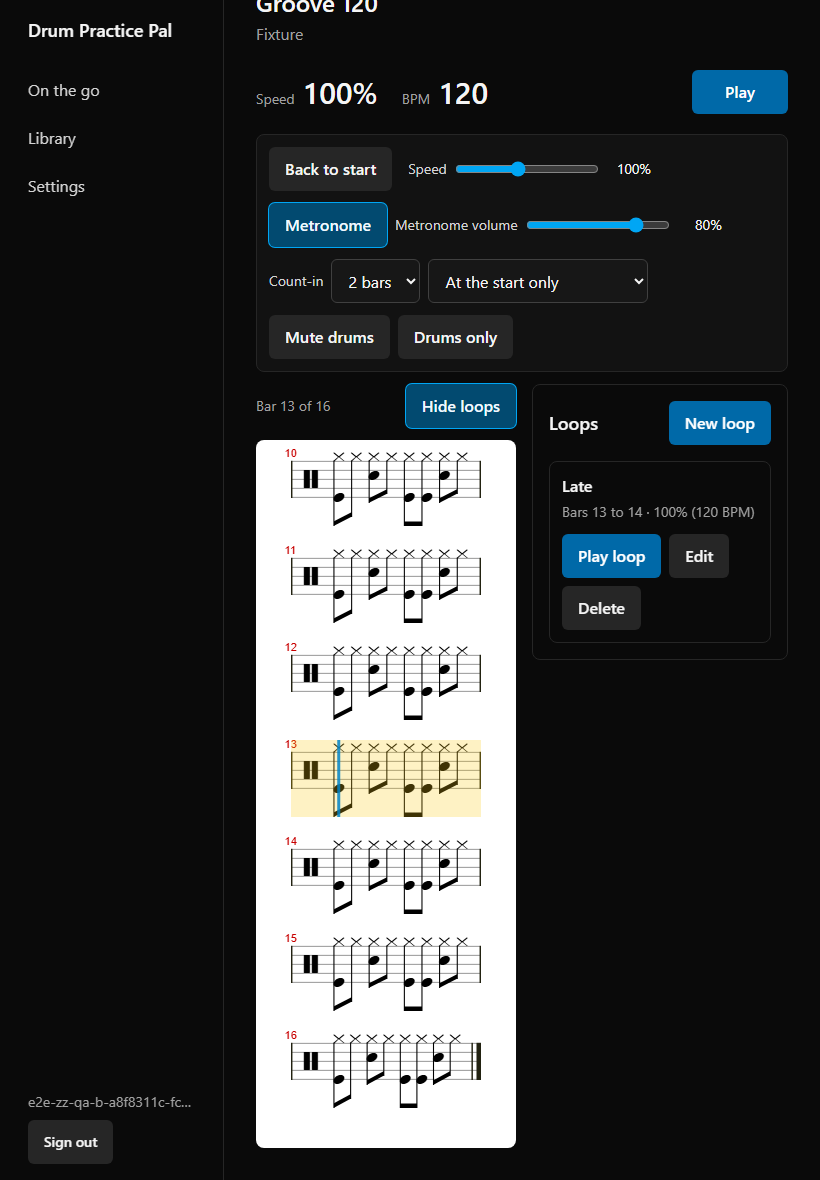 Drum Practice Pal
On the go
Library
Settings
e2e-zz-qa-b-a8f8311c-fc...
Sign out
Groove 120
Fixture
Speed 100% BPM 120 Play
Back to start Speed 100%
Metronome Metronome volume 80%
Count-in 2 bars At the start only
Mute drums Drums only
Bar 13 of 16 Hide loops
10
11
12
13
14
15
16
Loops New loop
Late
Bars 13 to 14 · 100% (120 BPM)
Play loop Edit
Delete